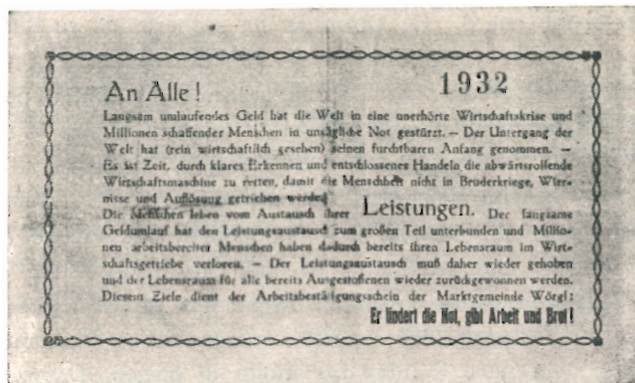 An Alle!
1932
Langsam umlaufendes Geld hat die Welt in eine unerhörte Wirtschaftskrise und
Millionen schaffender Menschen in unsägliche Not gestürzt. — Der Untergang der
Welt hat (rein wirtschaftlich gesehen) seinen furchtbaren Anfang genommen. —
Es ist Zeit, durch klares Erkennen und entschlossenes Handeln die abwärtsrollende
Wirtschaftsmaschine zu retten, damit die Menschheit nicht in Bruderkriege, Wirr-
nisse und Auflösung getrieben werde.
Die Menschen leben vom Austausch ihrer Leistungen. Der langsame
Geldumlauf hat den Leistungsaustausch zum großen Teil unterbunden und Millio-
nen arbeitsbereiter Menschen haben dadurch bereits ihren Lebensraum im Wirt-
schaftsgetriebe verloren. — Der Leistungsaustausch muß daher wieder gehoben
und der Lebensraum für alle bereits Ausgestoßenen wieder zurückgewonnen werden.
Diesem Ziele dient der Arbeitsbestätigungsschein der Marktgemeinde Wörgl:
Er lindert die Not, gibt Arbeit und Brot!